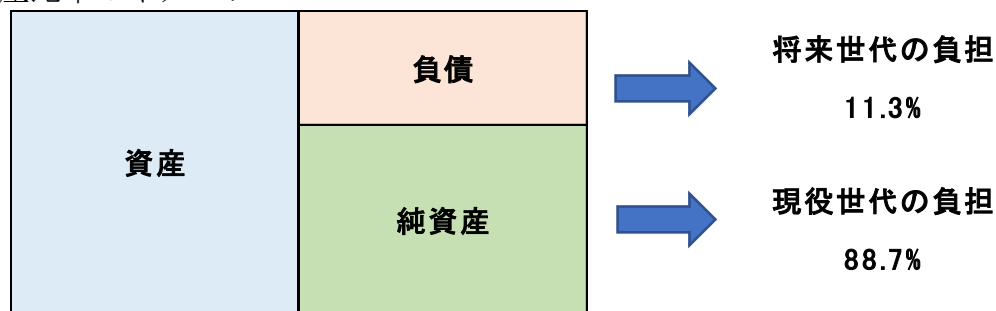 資産
負債
純資産
将来世代の負担
11.3%
現役世代の負担
88.7%